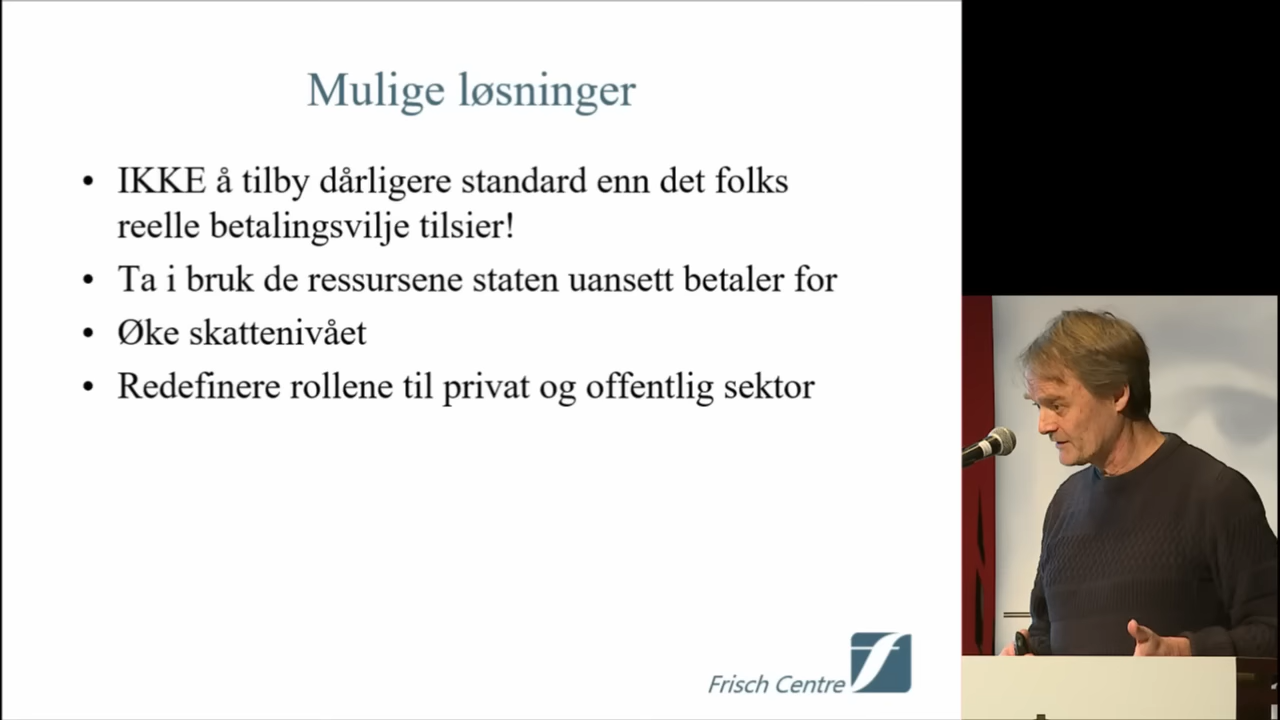 Mulige løsninger
• IKKE å tilby dårligere standard enn det folks
reelle betalingsvilje tilsier!
• Ta i bruk de ressursene staten uansett betaler for
• Øke skattenivået
• Redefinere rollene til privat og offentlig sektor
Frisch Centre